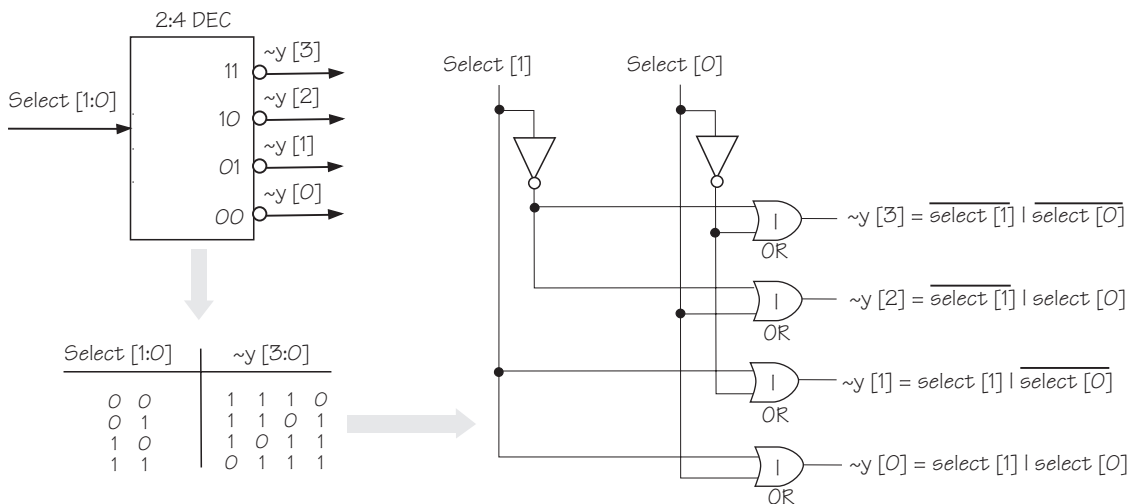 2:4 DEC
Select [1:0]
11
~y [3]
10
~y [2]
01
~y [1]
00
~y [0]
Select [1:0] ~y [3:0]
0 0 1 1 1 0
0 1 1 1 0 1
1 0 1 0 1 1
1 1 0 1 1 1
Select [1] Select [0]
|
OR
~y [3] = select [1] | select [0]
|
OR
~y [2] = select [1] | select [0]
|
OR
~y [1] = select [1] | select [0]
|
OR
~y [0] = select [1] | select [0]